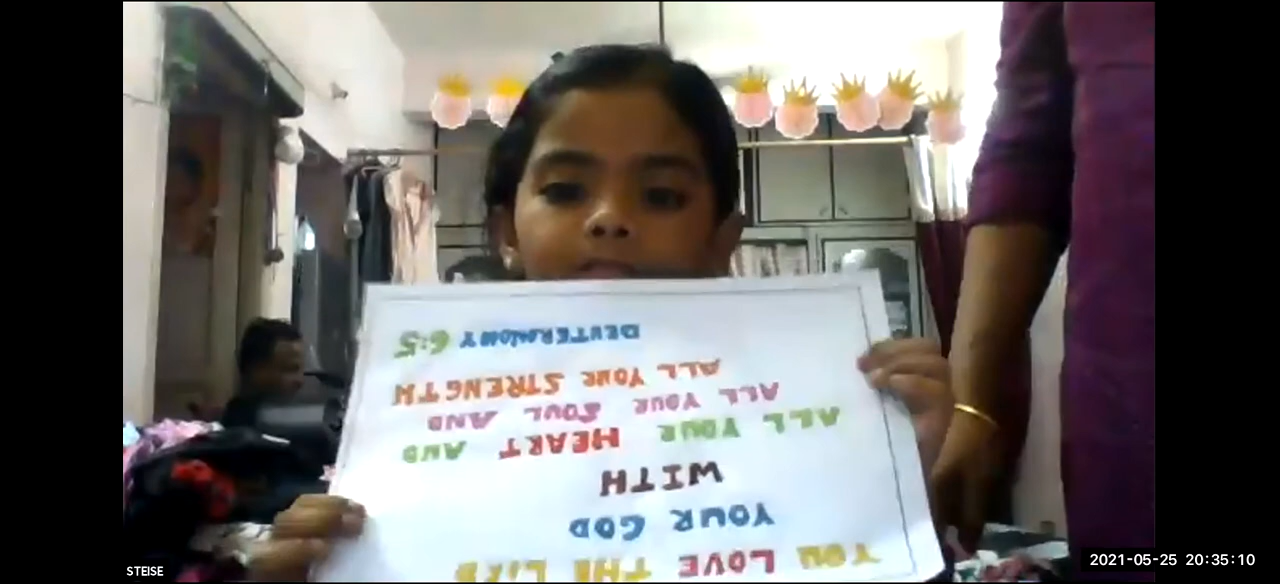 YOU LOVE THE
YOUR GOD
WITH
ALL YOUR HEART AND
ALL YOUR SOUL AND
ALL YOUR STRENGTH
DEUTERMONY 6:5
STEISE
2021-05-25 20:35:10